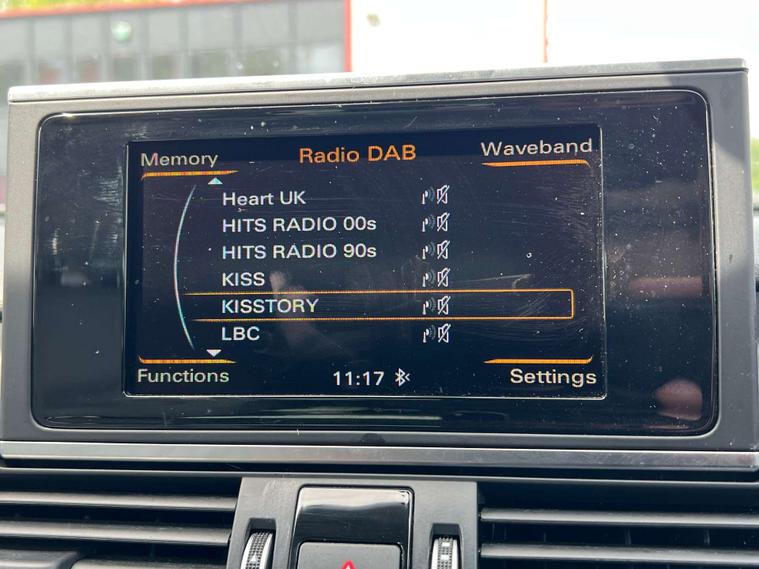 Memory
Radio DAB
Waveband
Heart UK
HITS RADIO 00s
HITS RADIO 90s
KISS
KISSTORY
LBC
Functions
11:17
Settings